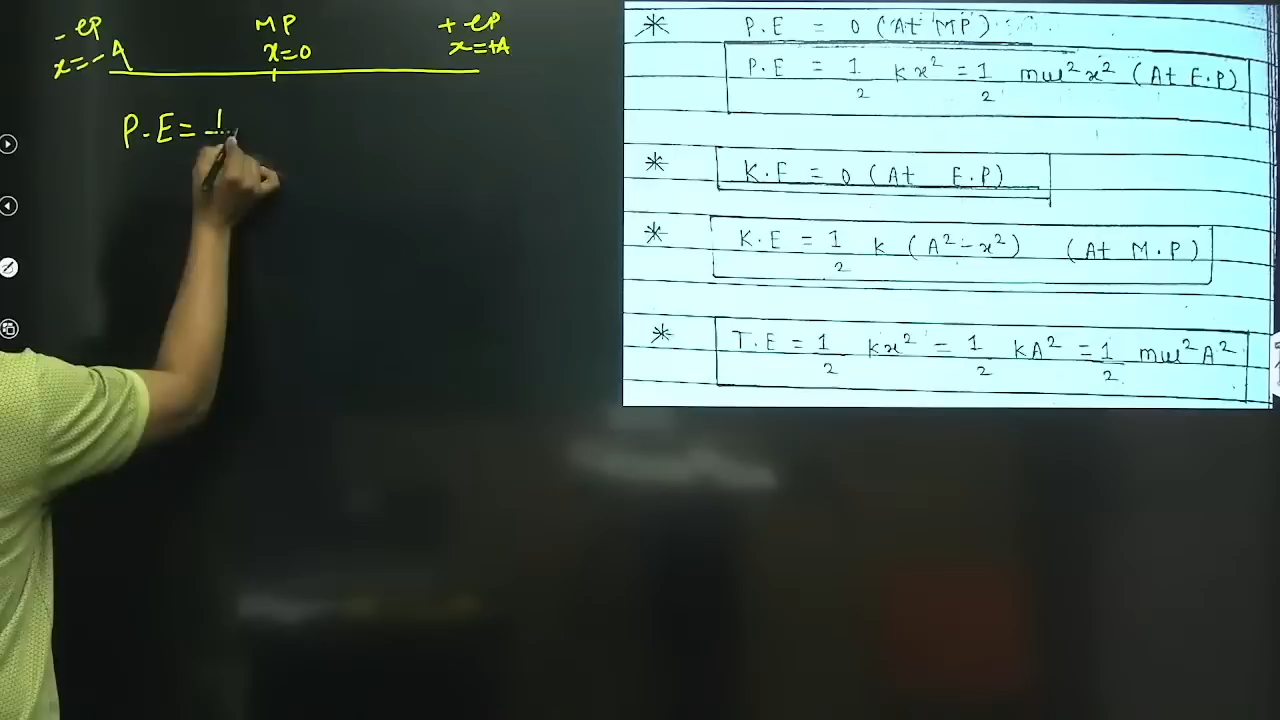 - eP MP + eP
x=-A x=0 x=+A
P-E = 1
* P.E = 0 (At MP)
P.E = 1/2 Kx² = 1/2 mω²x² (At E.P)
* K.E = 0 (At E.P)
* K.E = 1/2 k (A² - x²) (At M.P)
* T.E = 1/2 Kx² = 1/2 KA² = 1/2 mω²A²